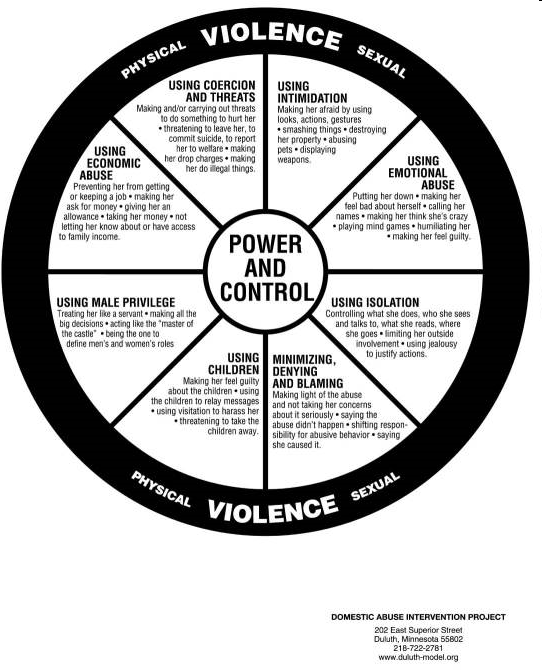 PHYSICAL VIOLENCE SEXUAL
USING COERCION
AND THREATS
Making and/or carrying out threats
to do something to hurt her
• threatening to leave her, to
commit suicide, to report
her to welfare • making
her drop charges • making
her do illegal things.
USING
INTIMIDATION
Making her afraid by using
looks, actions, gestures
• smashing things • destroying
her property • abusing
pets • displaying
weapons.
USING
ECONOMIC
ABUSE
Preventing her from getting
or keeping a job • making her
ask for money • giving her an
allowance • taking her money • not
letting her know about or have access
to family income.
USING
EMOTIONAL
ABUSE
Putting her down • making her
feel bad about herself • calling her
names • making her think she's crazy
• playing mind games • humiliating her
• making her feel guilty.
POWER
AND
CONTROL
USING MALE PRIVILEGE
Treating her like a servant • making all the
big decisions • acting like the "master of
the castle" • being the one to
define men's and women's roles
USING ISOLATION
Controlling what she does, who she sees
and talks to, what she reads, where
she goes • limiting her outside
involvement • using jealousy
to justify actions.
USING
CHILDREN
Making her feel guilty
about the children • using
the children to relay messages
• using visitation to harass her
• threatening to take the
children away.
MINIMIZING,
DENYING
AND BLAMING
Making light of the abuse
and not taking her concerns
about it seriously • saying the
abuse didn't happen • shifting respon-
sibility for abusive behavior • saying
she caused it.
PHYSICAL VIOLENCE SEXUAL
DOMESTIC ABUSE INTERVENTION PROJECT
202 East Superior Street
Duluth, Minnesota 55802
218-722-2781
www.duluth-model.org